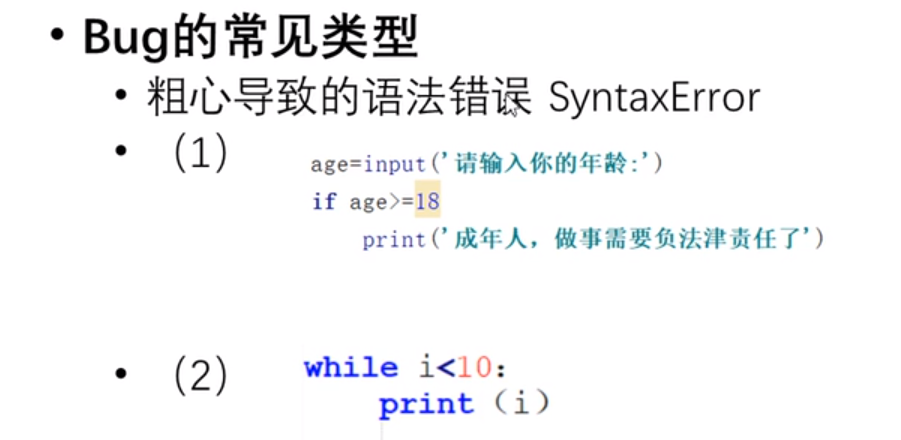 • Bug的常见类型
• 粗心导致的语法错误 SyntaxError
• (1)
age=input('请输入你的年龄:')
if age>=18
print('成年人，做事需要负法津责任了')
• (2)
while i<10:
print (i)